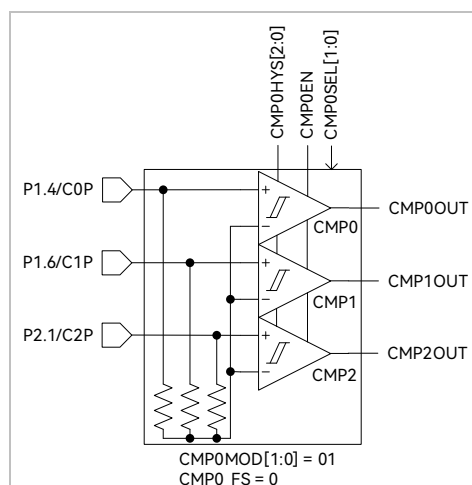 CMP0HYS[2:0]
CMP0EN
CMP0SEL[1:0]
P1.4/C0P
+
-
CMP0
CMP0OUT
P1.6/C1P
+
-
CMP1
CMP1OUT
P2.1/C2P
+
-
CMP2
CMP2OUT
CMP0MOD[1:0] = 01
CMP0_FS = 0